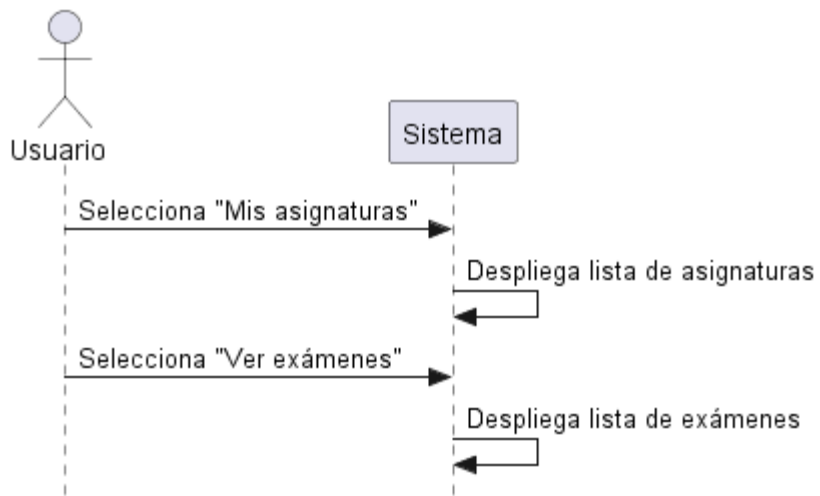 Usuario
Sistema
Selecciona "Mis asignaturas"
Despliega lista de asignaturas
Selecciona "Ver exámenes"
Despliega lista de exámenes